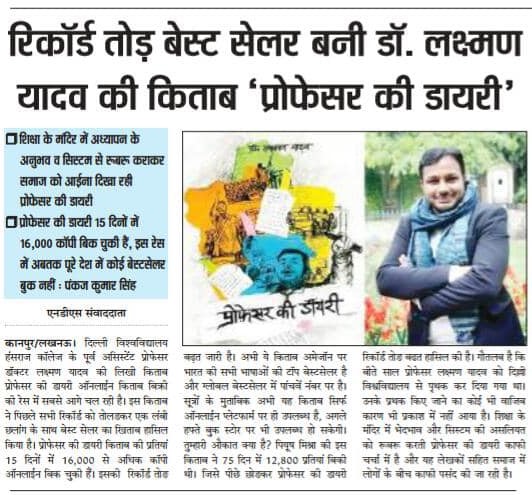 रिकॉर्ड तोड़ बेस्ट सेलर बनी डॉ. लक्ष्मण
यादव की किताब ‘प्रोफेसर की डायरी’
शिक्षा के मंदिर में अध्यापन के
अनुभव व सिस्टम से रूबरू कराकर
समाज को आईना दिखा रही
प्रोफेसर की डायरी
प्रोफेसर की डायरी 15 दिनों में
16,000 कॉपी बिक चुकी हैं, इस रेस
में अबतक पूरे देश में कोई बेस्टसेलर
बुक नहीं : पंकज कुमार सिंह
एनडीएस संवाददाता
कानपुर/लखनऊ। दिल्ली विश्वविद्यालय
हंसराज कॉलेज के पूर्व असिस्टेंट प्रोफेसर
डॉक्टर लक्ष्मण यादव की लिखी किताब
प्रोफेसर की डायरी ऑनलाईन किताब बिक्री
की रेस में सबसे आगे चल रही है। इस किताब
ने पिछले सभी रिकॉर्ड को तोलडकर एक लंबी
छलांग के साथ बेस्ट सेलर का खिताब हासिल
किया है। प्रोफेसर की डायरी किताब की प्रतियां
15 दिनों में 16,000 से अधिक कॉपी
ऑनलाईन बिक चुकी हैं। इसकी रिकॉर्ड तोड़
डॉ. लक्ष्मण यादव
प्रोफ़ेसर की डायरी
बढ़त जारी है। अभी ये किताब अमेजॉन पर
भारत की सभी भाषाओं की टॉप बेस्टसेलर है
और ग्लोबल बेस्टसेलर में पांचवें नंबर पर है।
सूत्रों के मुताबिक अभी यह किताब सिर्फ
ऑनलाईन प्लेटफार्म पर ही उपलब्ध है, अगले
हफ्ते बुक स्टोर पर भी उपलब्ध हो सकेगी।
तुम्हारी औकात क्या है? पियूष मिश्रा की इस
किताब ने 75 दिन में 12,800 प्रतियां बिकी
थी। जिसे पीछे छोडकर प्रोफेसर की डायरी
रिकॉर्ड तोड बढत हासिल की है। गौतलब है कि
बीते साल प्रोफेसर लक्ष्मण यादव को दिल्ली
विश्वविद्यालय से पृथक कर दिया गया था।
उनके प्रथक किए जाने का कोई भी वाजिब
कारण भी प्रकाश में नहीं आया है। शिक्षा के
मंदिर में भेदभाव और सिस्टम की असलियत
को रूबरू करती प्रोफेसर की डायरी काफी
चर्चा में है और यह लेखकों सहित समाज में
लोगों के बीच काफी पसंद की जा रही है।